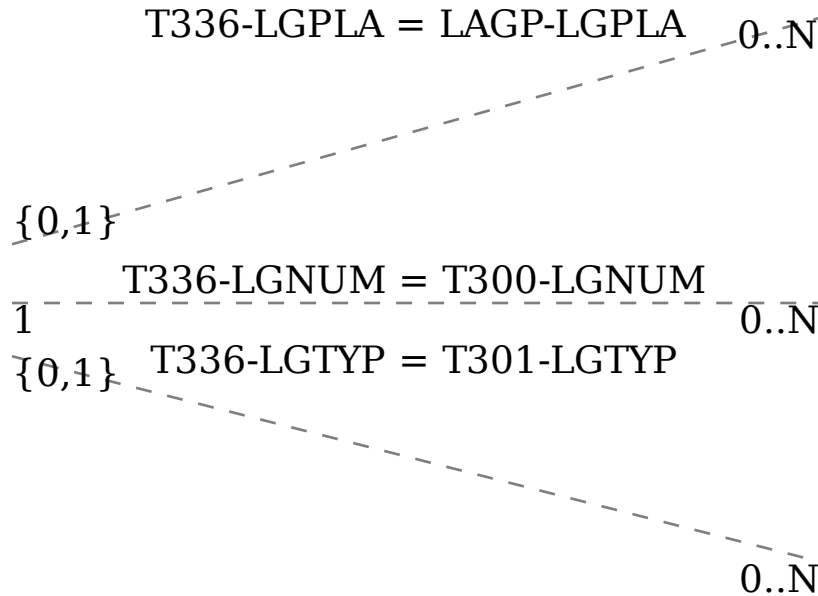 T336-LGPLA = LAGP-LGPLA
0..N
{0,1}
T336-LGNUM = T300-LGNUM
1
0..N
T336-LGTYP = T301-LGTYP
{0,1}
0..N